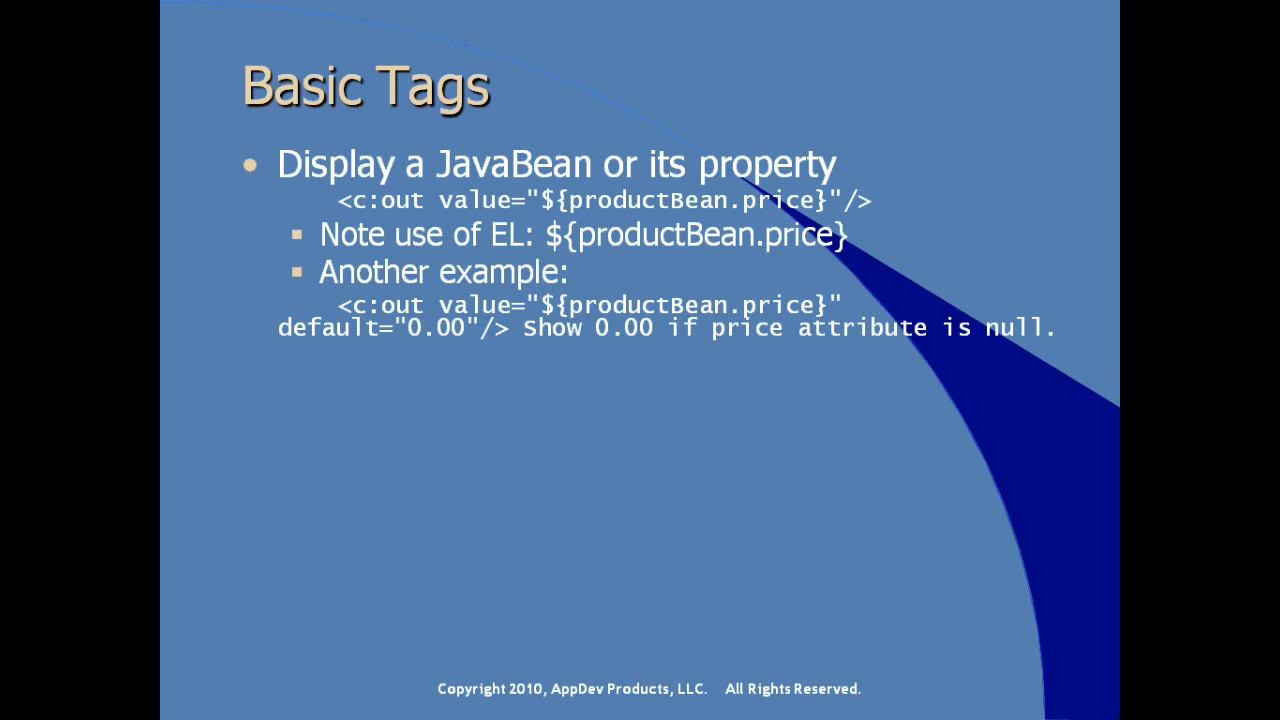 Basic Tags
Display a JavaBean or its property
<c:out value="${productBean.price}"/>
Note use of EL: ${productBean.price}
Another example:
<c:out value="${productBean.price}"
default="0.00"/> Show 0.00 if price attribute is null.
Copyright 2010, AppDev Products, LLC. All Rights Reserved.